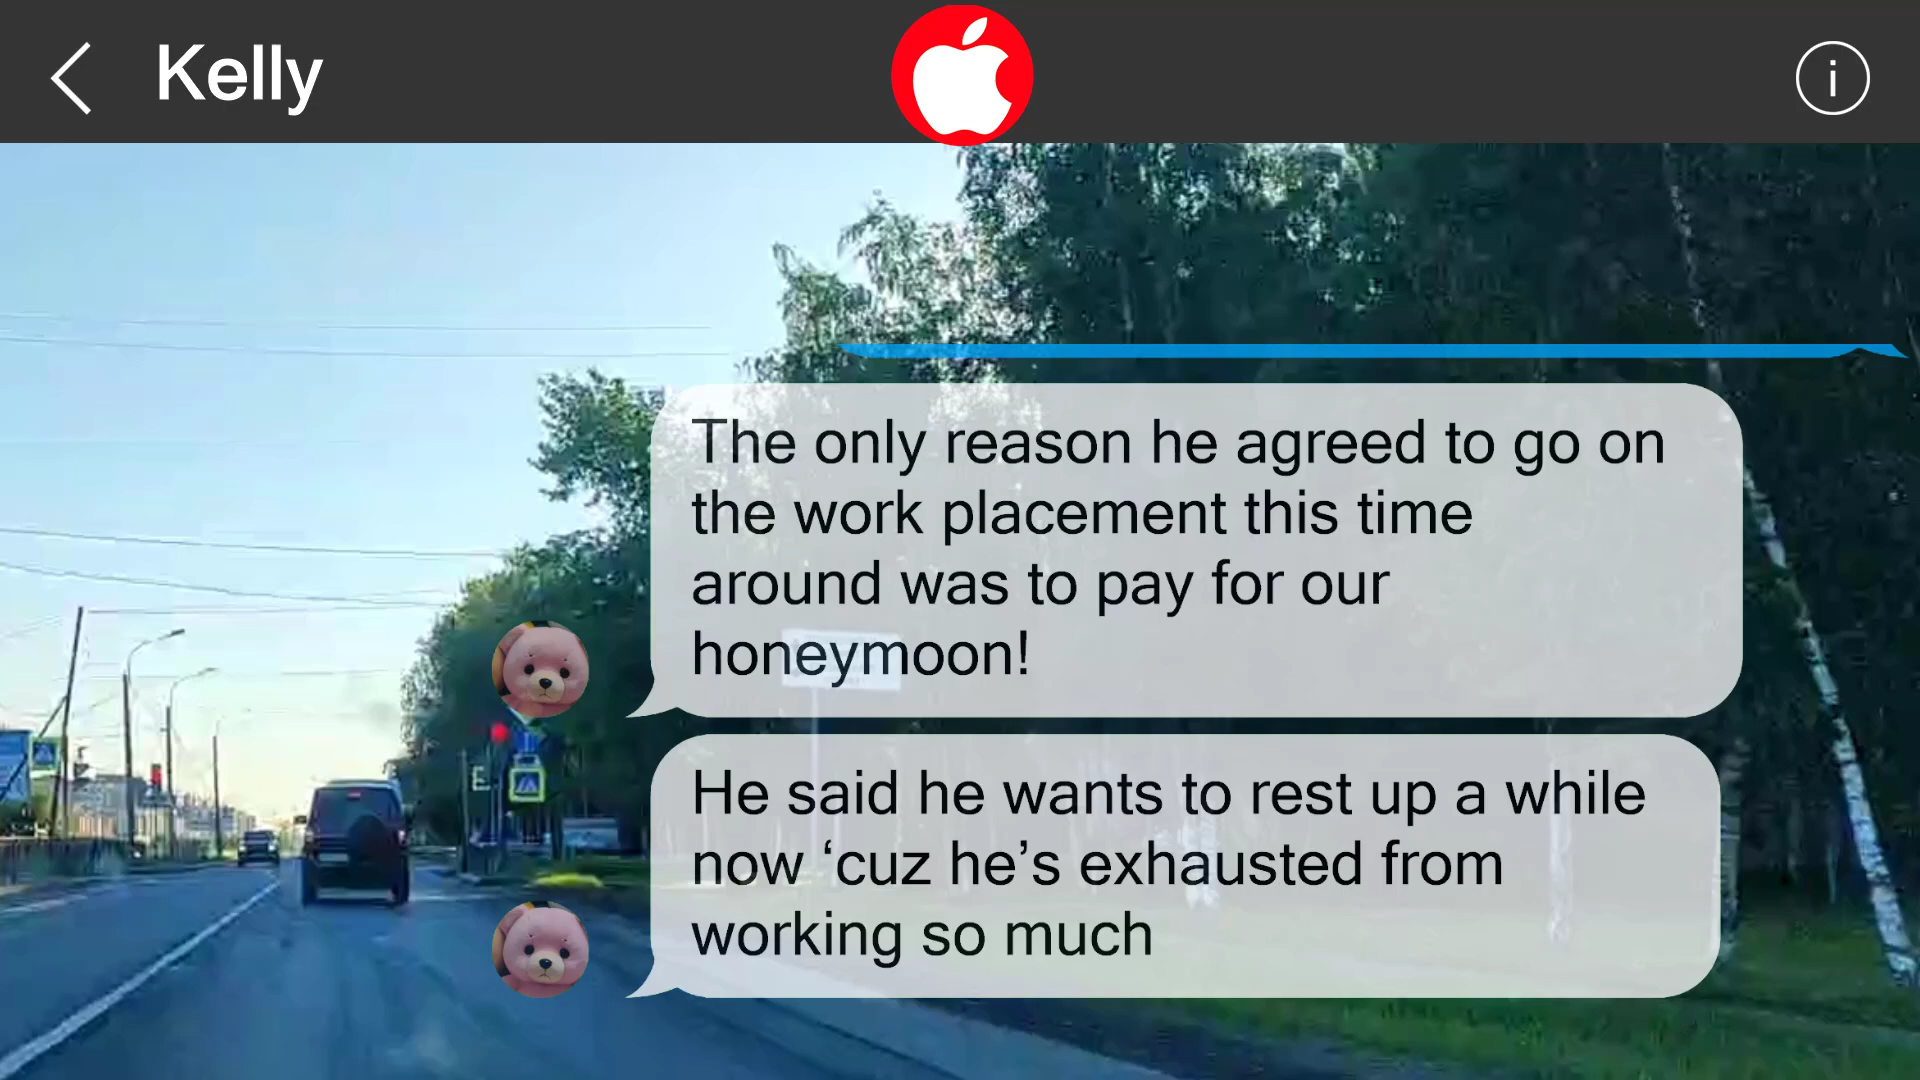 Kelly
The only reason he agreed to go on
the work placement this time
around was to pay for our
honeymoon!
He said he wants to rest up a while
now ‘cuz he’s exhausted from
working so much